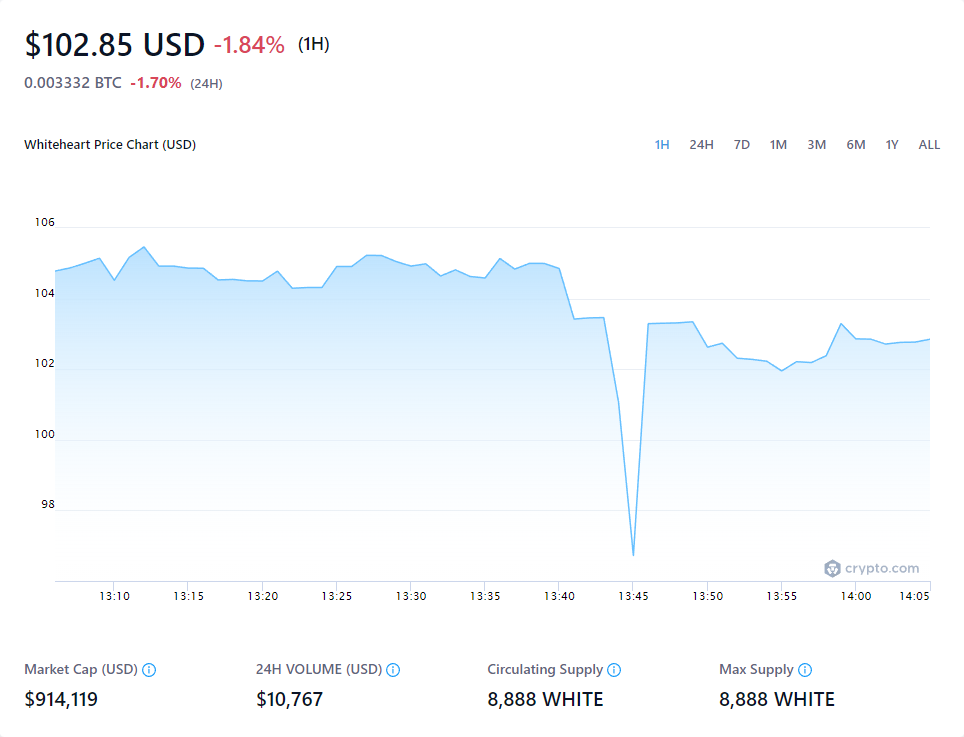 $102.85 USD -1.84% (1H)
0.003332 BTC -1.70% (24H)
Whiteheart Price Chart (USD) 1H 24H 7D 1M 3M 6M 1Y ALL
106
104
102
100
98
crypto.com
13:10 13:15 13:20 13:25 13:30 13:35 13:40 13:45 13:50 13:55 14:00 14:05
Market Cap (USD) 24H VOLUME (USD) Circulating Supply Max Supply
$914,119 $10,767 8,888 WHITE 8,888 WHITE